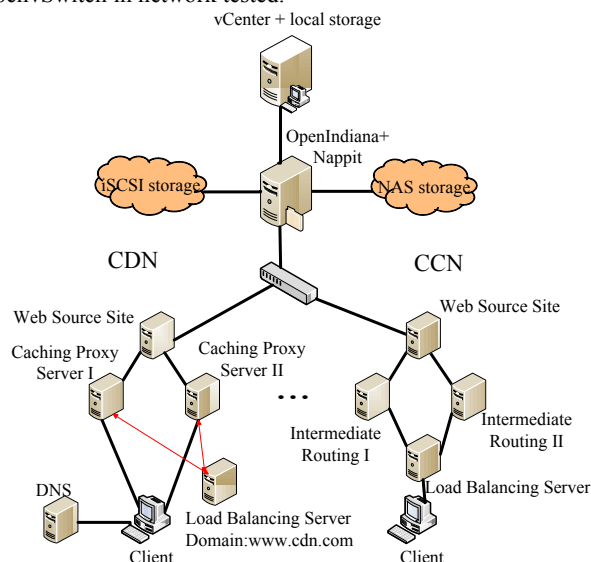 vCenter + local storage
OpenIndiana+
Nappit
iSCSI storage
NAS storage
CDN
CCN
Web Source Site
Web Source Site
Caching Proxy
Server I
Caching Proxy
Server II
...
Intermediate
Routing I
Intermediate
Routing II
Load Balancing Server
DNS
Load Balancing Server
Domain:www.cdn.com
Client
Client